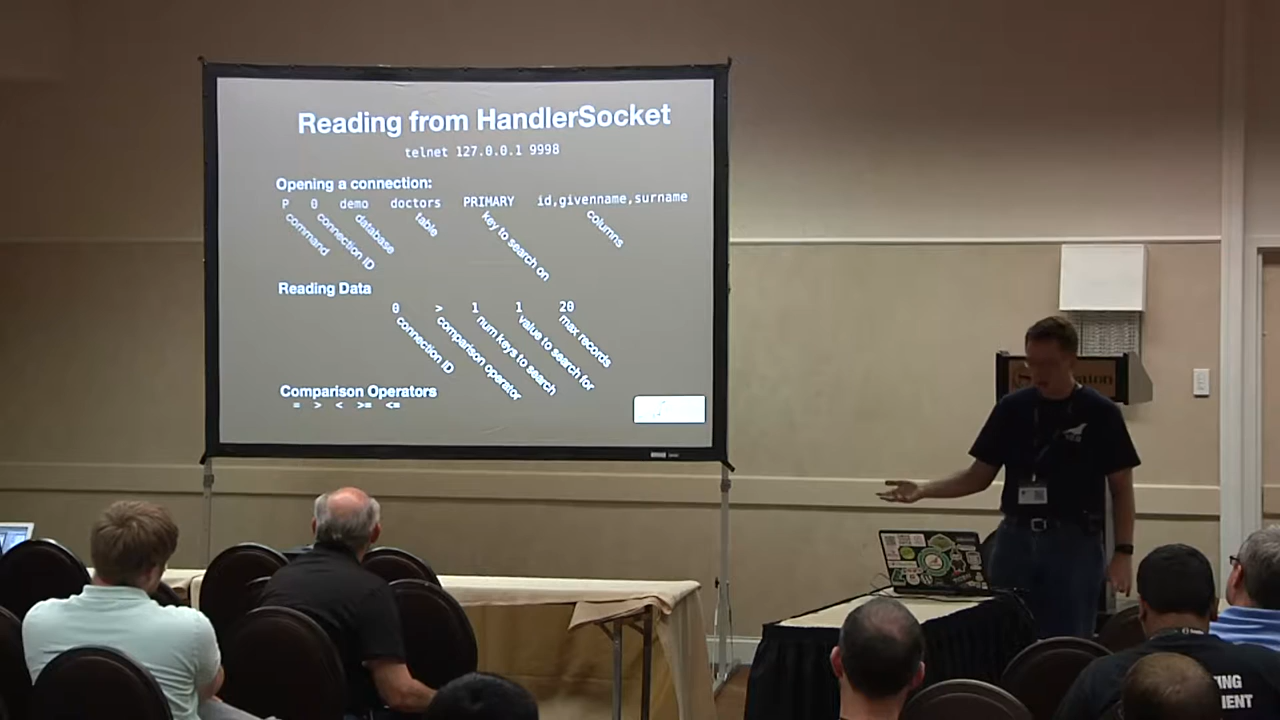 Reading from HandlerSocket
telnet 127.0.0.1 9998
Opening a connection:
P 0 demo doctors PRIMARY id,givenname,surname
command connection ID database table key to search on columns
Reading Data
0 > 1 1 20
connection ID comparison operator num keys to search value to search for max records
Comparison Operators
= > < >= <=